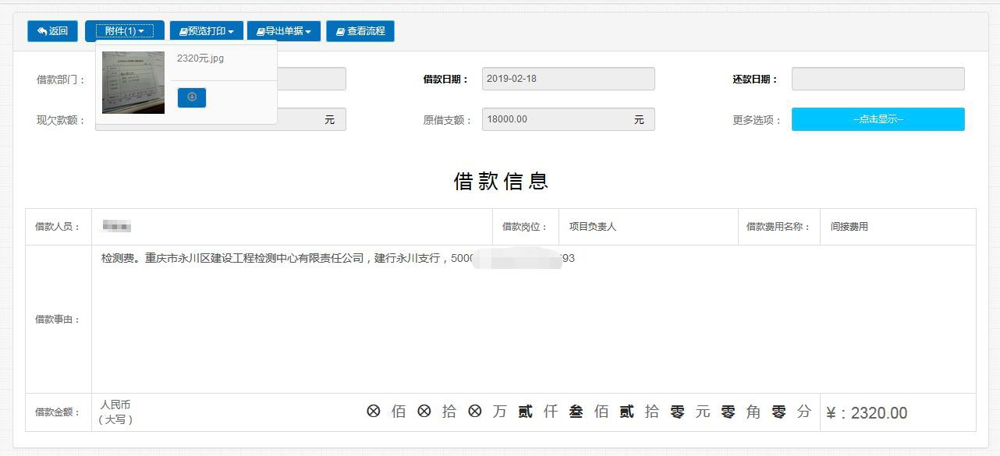 返回 附件(1) 预览打印 导出单据 查看流程
2320元.jpg
借款部门： 借款日期： 2019-02-18 还款日期：
现欠款额： 元 原借支额： 18000.00 元 更多选项： --点击显示--
借款信息
借款人员： 借款岗位： 项目负责人 借款费用名称： 间接费用
检测费。重庆市永川区建设工程检测中心有限责任公司，建行永川支行，5000 93
借款事由：
借款金额： 人民币 ⊗ 佰 ⊗ 拾 ⊗ 万 贰 仟 叁 佰 贰 拾 零 元 零 角 零 分 ¥：2320.00
（大写）